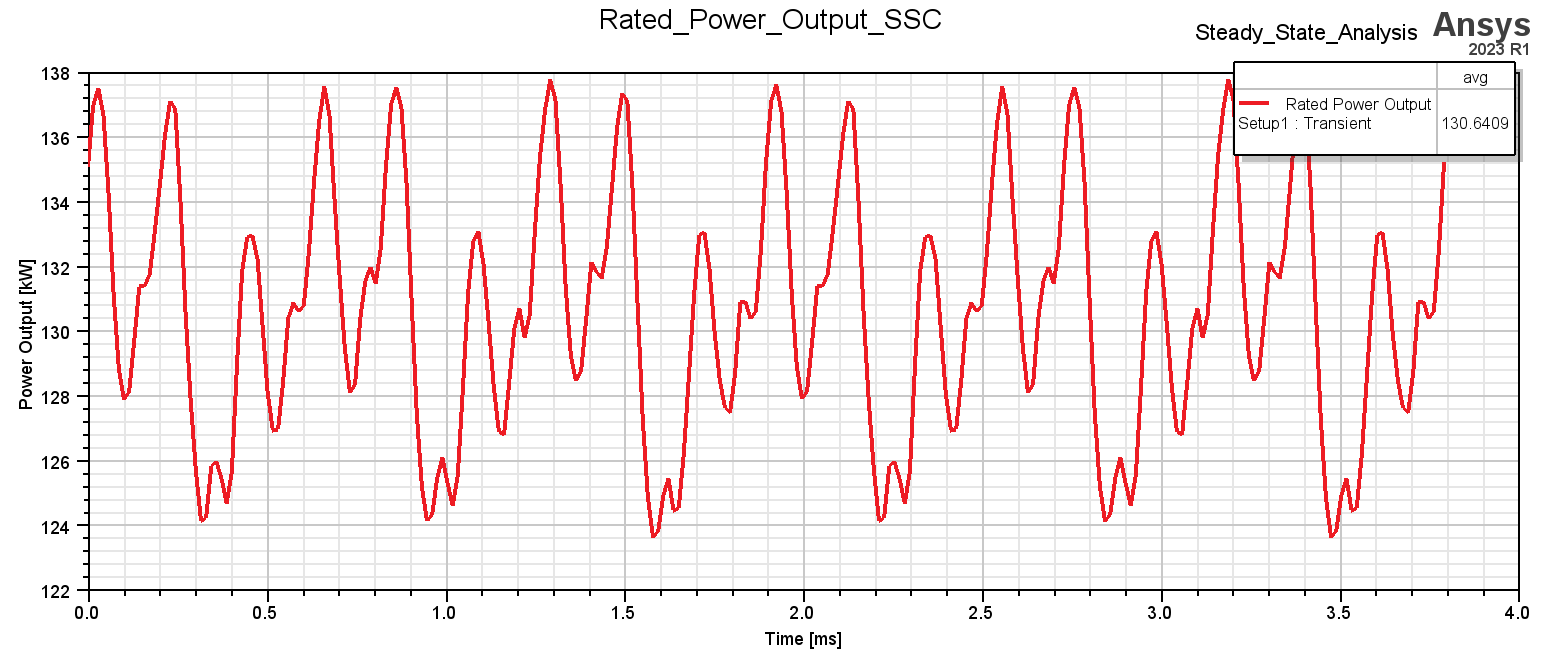 Rated_Power_Output_SSC
Steady_State_Analysis
Ansys
2023 R1
avg
Rated Power Output
Setup1 : Transient
130.6409
Power Output [kW]
138
136
134
132
130
128
126
124
122
0.0
0.5
1.0
1.5
2.0
2.5
3.0
3.5
4.0
Time [ms]